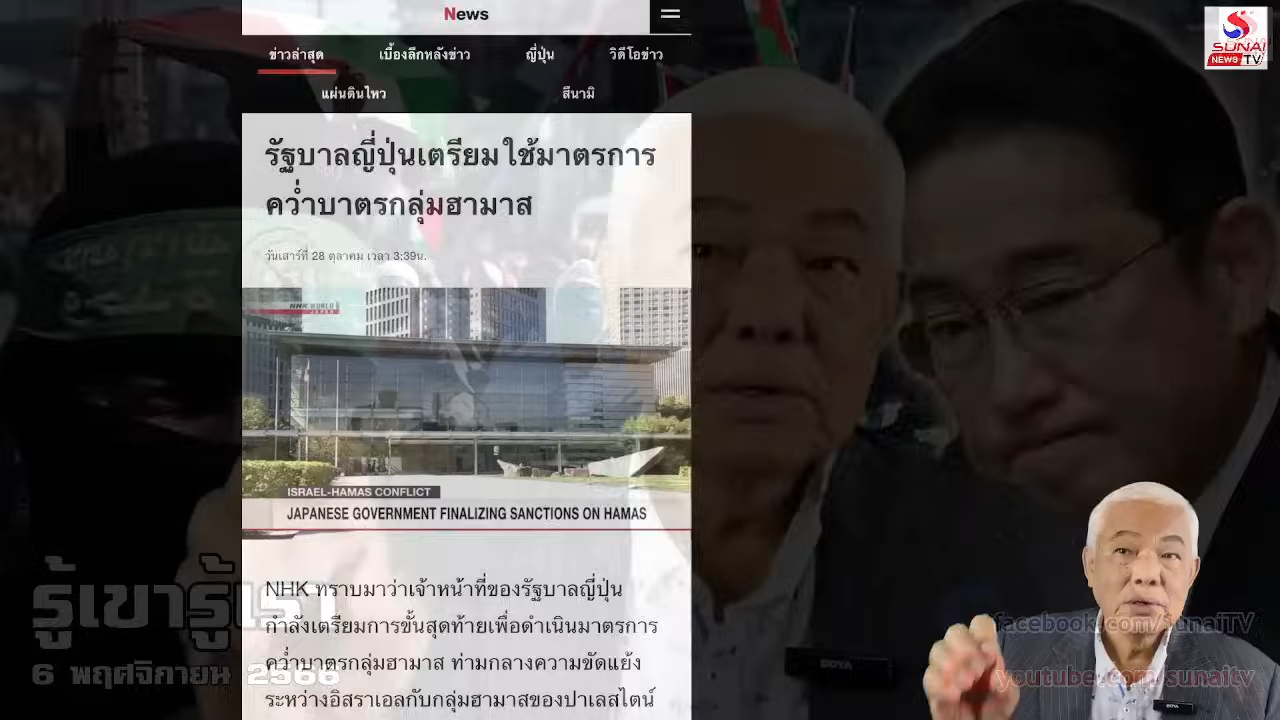 News
SUNAI
NEWS TV
ข่าวล่าสุด เบื้องลึกหลังข่าว ญี่ปุ่น วิดีโอข่าว
แผ่นดินไหว สึนามิ
รัฐบาลญี่ปุ่นเตรียมใช้มาตรการ
คว่ำบาตรกลุ่มฮามาส
วันเสาร์ที่ 28 ตุลาคม เวลา 3:39น.
NHK WORLD
JAPAN
ISRAEL-HAMAS CONFLICT
JAPANESE GOVERNMENT FINALIZING SANCTIONS ON HAMAS
NHK ทราบมาว่าเจ้าหน้าที่ของรัฐบาลญี่ปุ่น
กำลังเตรียมการขั้นสุดท้ายเพื่อดำเนินมาตรการ
คว่ำบาตรกลุ่มฮามาส ท่ามกลางความขัดแย้ง
ระหว่างอิสราเอลกับกลุ่มฮามาสของปาเลสไตน์
รู้เขารู้เรา
6 พฤศจิกายน 2566
facebook.com/sunaiTV
youtube.com/sunaitv
BOYA
BOYA